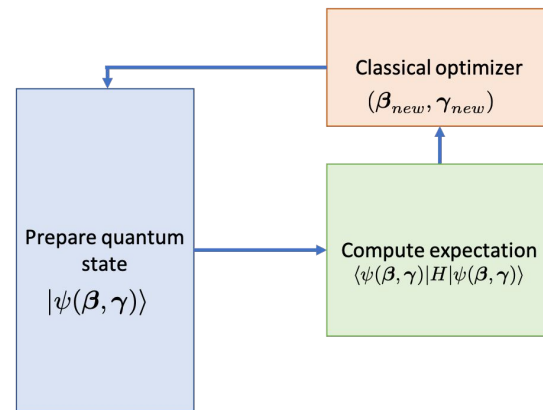 Classical optimizer
(β_new, γ_new)
Prepare quantum
state
|ψ(β, γ)⟩
Compute expectation
⟨ψ(β, γ)|H|ψ(β, γ)⟩